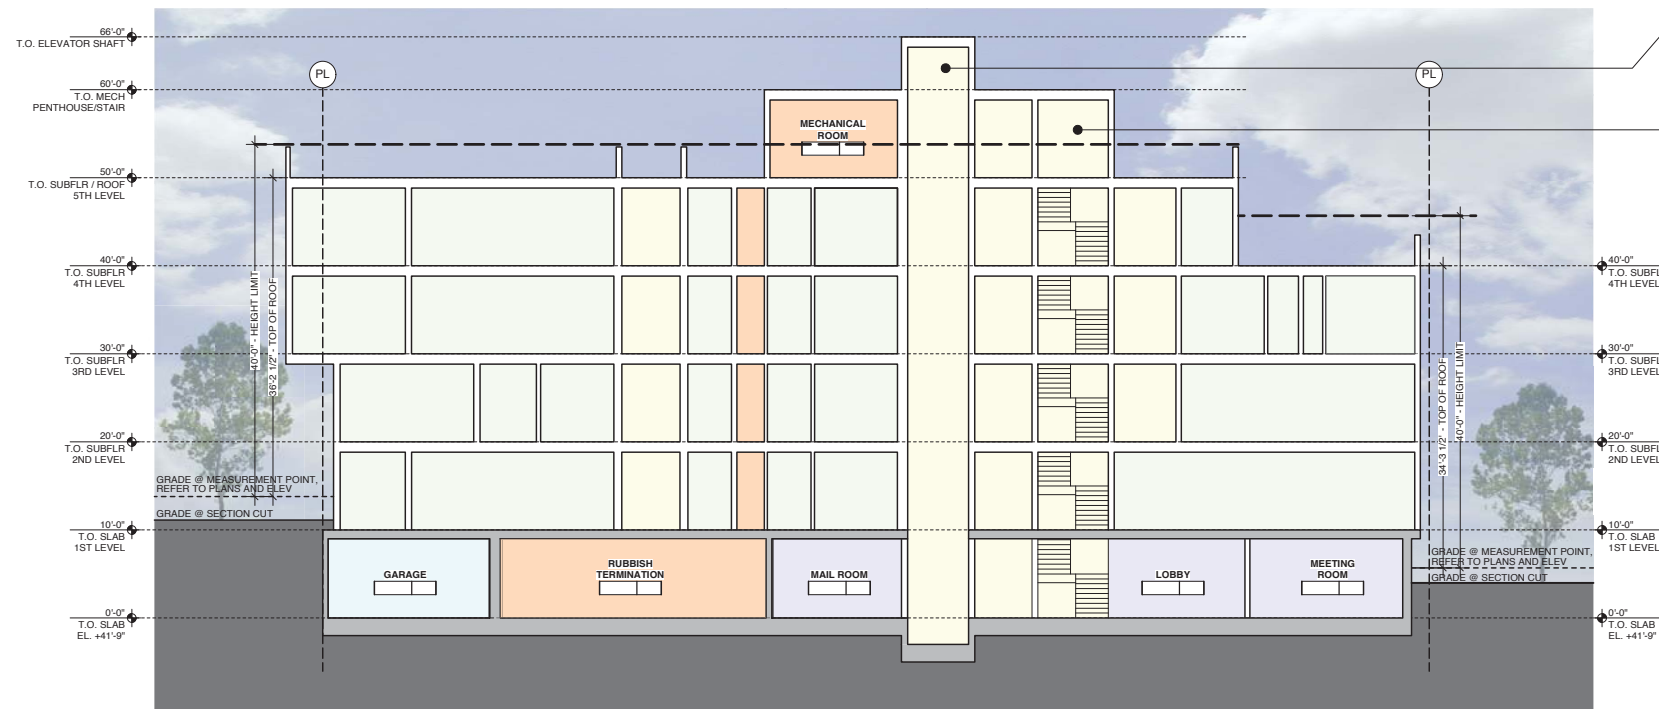 66'-0"
T.O. ELEVATOR SHAFT
60'-0"
T.O. MECH
PENTHOUSE/STAIR
50'-0"
T.O. SUBFLR / ROOF
5TH LEVEL
40'-0"
T.O. SUBFLR
4TH LEVEL
30'-0"
T.O. SUBFLR
3RD LEVEL
20'-0"
T.O. SUBFLR
2ND LEVEL
10'-0"
T.O. SLAB
1ST LEVEL
0'-0"
T.O. SLAB
EL. +41'-9"
PL
PL
40'-0" - HEIGHT LIMIT
36'-2 1/2' - TOP OF ROOF
GRADE @ MEASUREMENT POINT,
REFER TO PLANS AND ELEV
GRADE @ SECTION CUT
MECHANICAL
ROOM
GARAGE
RUBBISH
TERMINATION
MAIL ROOM
LOBBY
MEETING
ROOM
34'-3 1/2' - TOP OF ROOF
40'-0" - HEIGHT LIMIT
GRADE @ MEASUREMENT POINT,
REFER TO PLANS AND ELEV
GRADE @ SECTION CUT
40'-0"
T.O. SUBFL
4TH LEVEL
30'-0"
T.O. SUBFL
3RD LEVEL
20'-0"
T.O. SUBFL
2ND LEVEL
10'-0"
T.O. SLAB
1ST LEVEL
0'-0"
T.O. SLAB
EL. +41'-9"